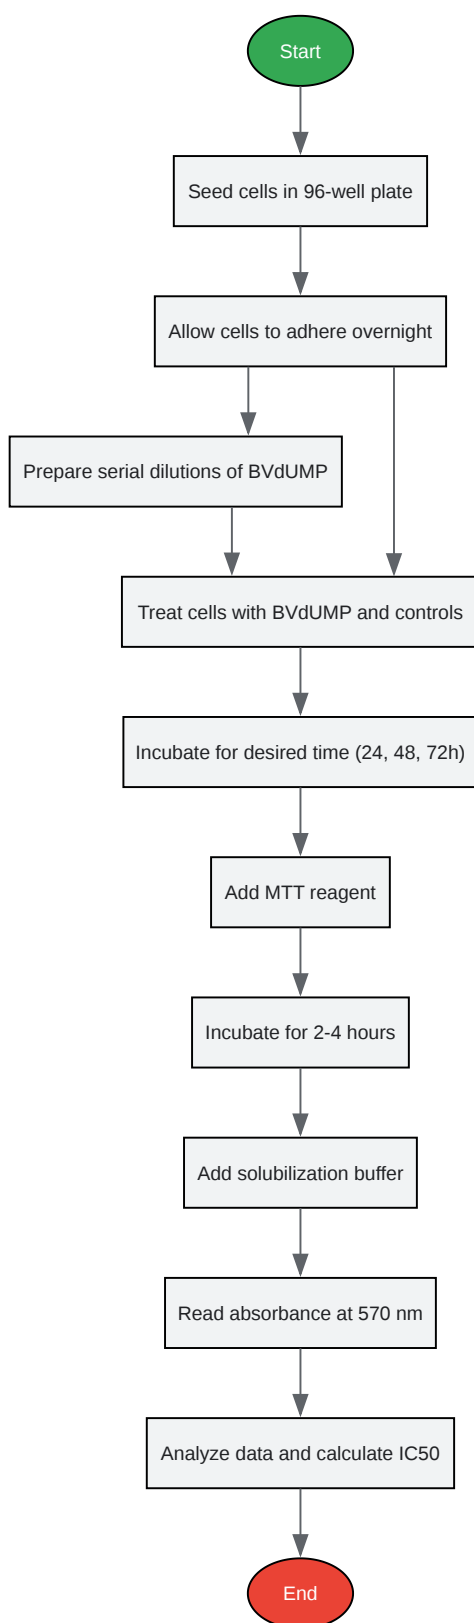 Start
Seed cells in 96-well plate
Allow cells to adhere overnight
Prepare serial dilutions of BVdUMP
Treat cells with BVdUMP and controls
Incubate for desired time (24, 48, 72h)
Add MTT reagent
Incubate for 2-4 hours
Add solubilization buffer
Read absorbance at 570 nm
Analyze data and calculate IC50
End